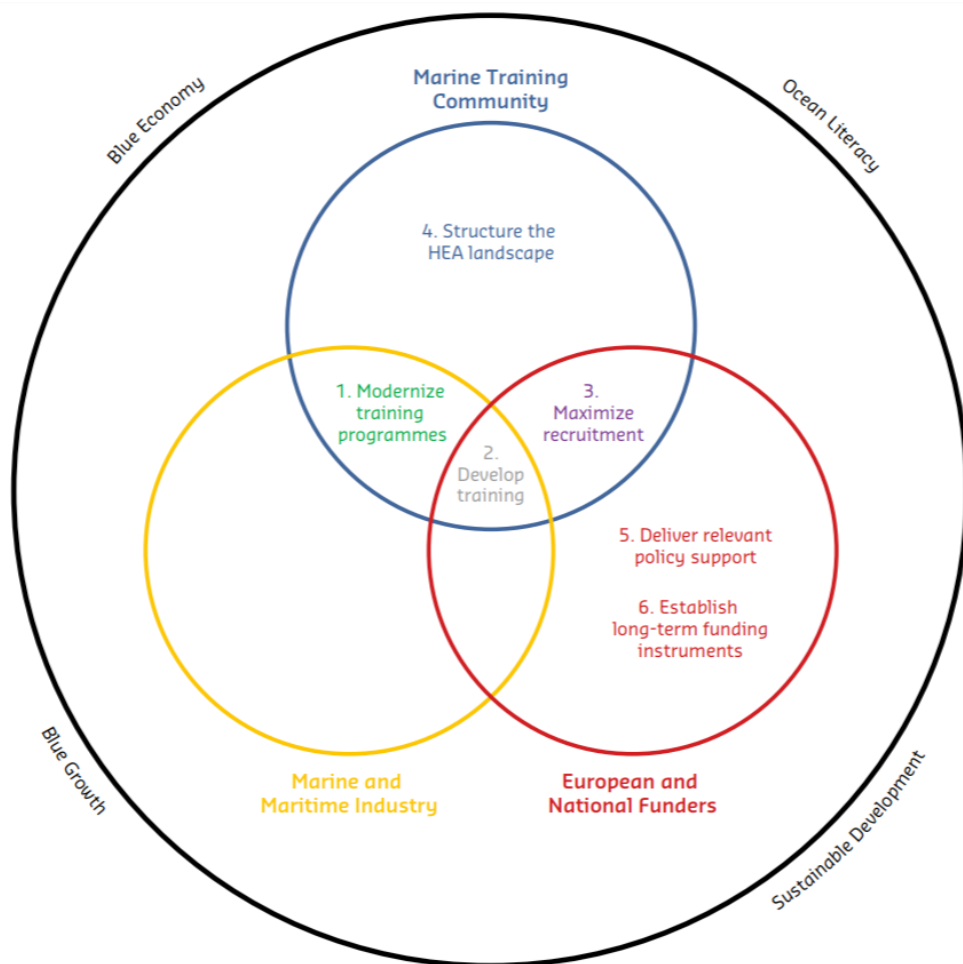 Marine Training
Community
Blue Economy
Ocean Literacy
4. Structure the
HEA landscape
1. Modernize
training
programmes
3.
Maximize
recruitment
2.
Develop
training
5. Deliver relevant
policy support
6. Establish
long-term funding
instruments
Blue Growth
Marine and
Maritime Industry
European and
National Funders
Sustainable Development